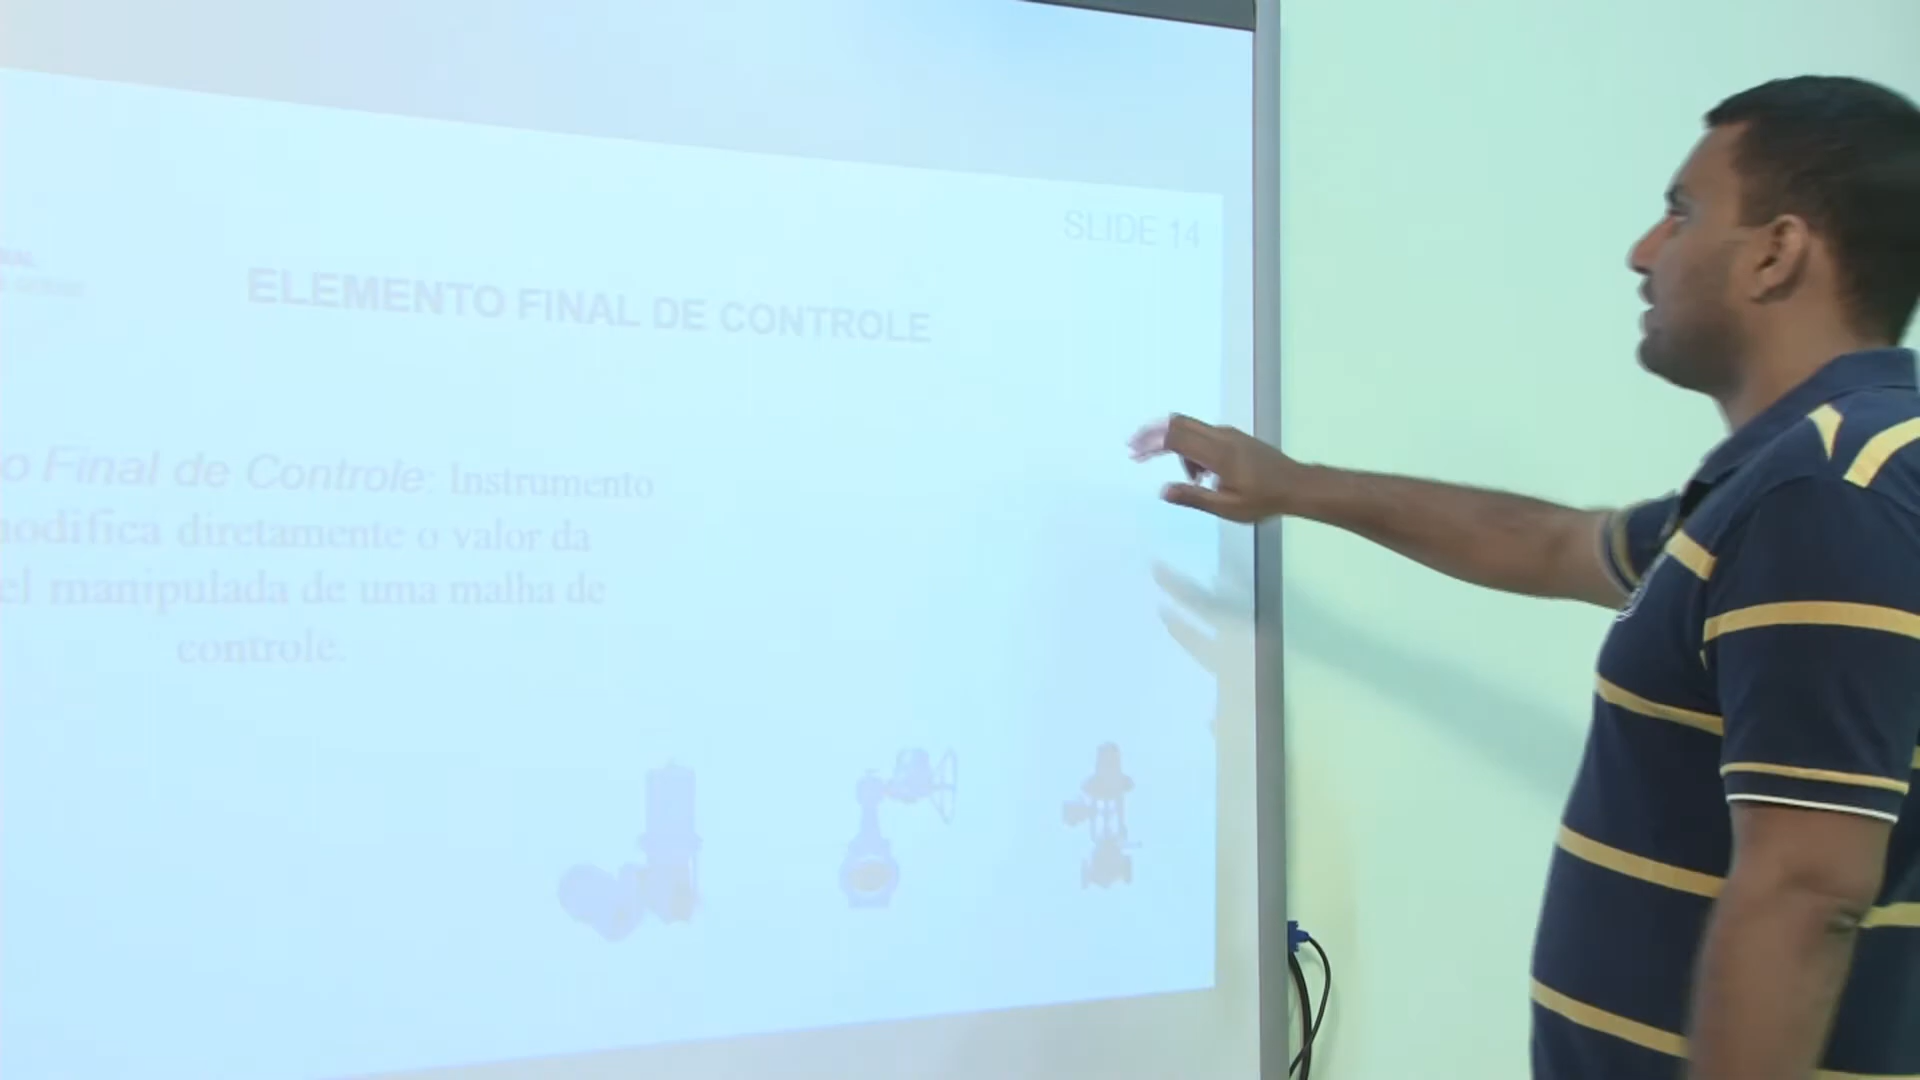 SLIDE 14
ELEMENTO FINAL DE CONTROLE
o Final de Controle: Instrumento
odifica diretamente o valor da
el manipulada de uma malha de
controle.